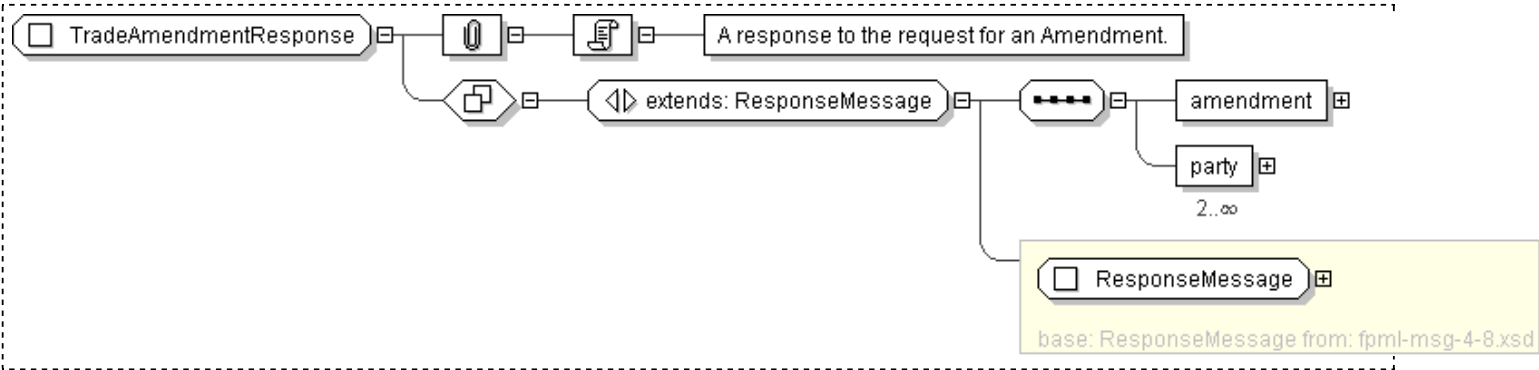 TradeAmendmentResponse
A response to the request for an Amendment.
extends: ResponseMessage
amendment
party
2..∞
ResponseMessage
base: ResponseMessage from: fpml-msg-4-8.xsd